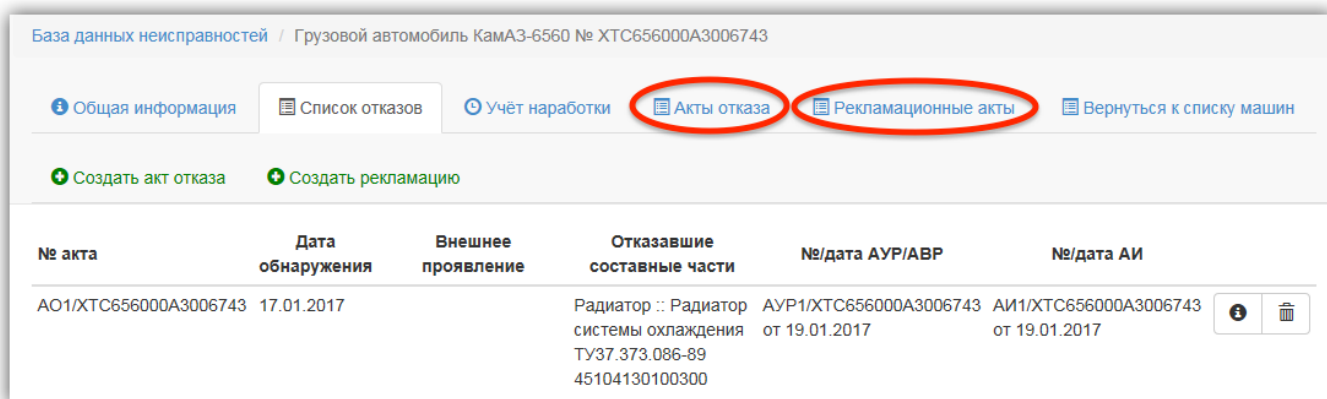 База данных неисправностей / Грузовой автомобиль КамАЗ-6560 № XTC656000A3006743
Общая информация Список отказов Учёт наработки Акты отказа Рекламационные акты Вернуться к списку машин
Создать акт отказа Создать рекламацию
№ акта Дата обнаружения Внешнее проявление Отказавшие составные части №/дата АУР/АВР №/дата АИ
АО1/XTC656000A3006743 17.01.2017 Радиатор :: Радиатор АУР1/XTC656000A3006743 АИ1/XTC656000A3006743
системы охлаждения от 19.01.2017 от 19.01.2017
ТУ37.373.086-89
45104130100300